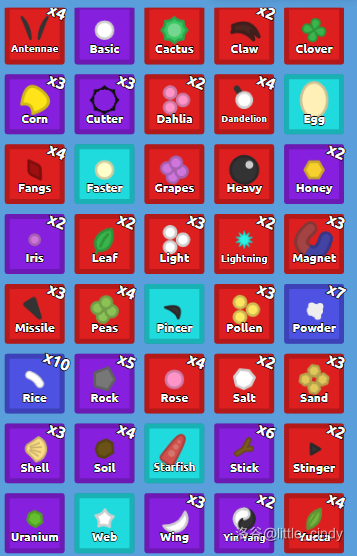 x4 x2
Antennae Basic Cactus Claw Clover
x3 x3 x2 x4
Corn Cutter Dahlia Dandelion Egg
x4 x2
Fangs Faster Grapes Heavy Honey
x2 x2 x3 x2 x3
Iris Leaf Light Lightning Magnet
x4 x3 x7
Missile Peas Pincer Pollen Powder
x10 x5 x4 x2 x3
Rice Rock Rose Salt Sand
x3 x4 x6 x2
Shell Soil Starfish Stick Stinger
x3 x2 x4
Uranium Web Wing Yin Yang Yucca
@little_cindy